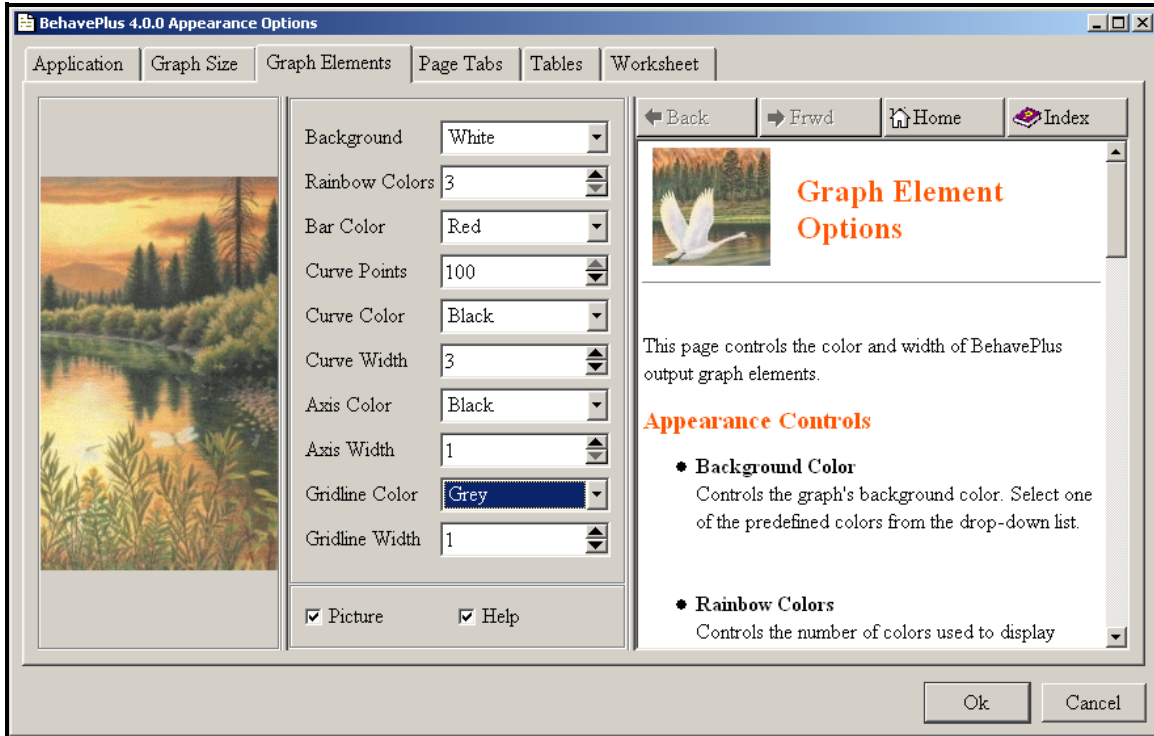 BehavePlus 4.0.0 Appearance Options
Application Graph Size Graph Elements Page Tabs Tables Worksheet
Background White
Rainbow Colors 3
Bar Color Red
Curve Points 100
Curve Color Black
Curve Width 3
Axis Color Black
Axis Width 1
Gridline Color Grey
Gridline Width 1
Picture Help
Back Frwd Home Index
Graph Element
Options
This page controls the color and width of BehavePlus
output graph elements.
Appearance Controls
Background Color
Controls the graph's background color. Select one
of the predefined colors from the drop-down list.
Rainbow Colors
Controls the number of colors used to display
Ok Cancel